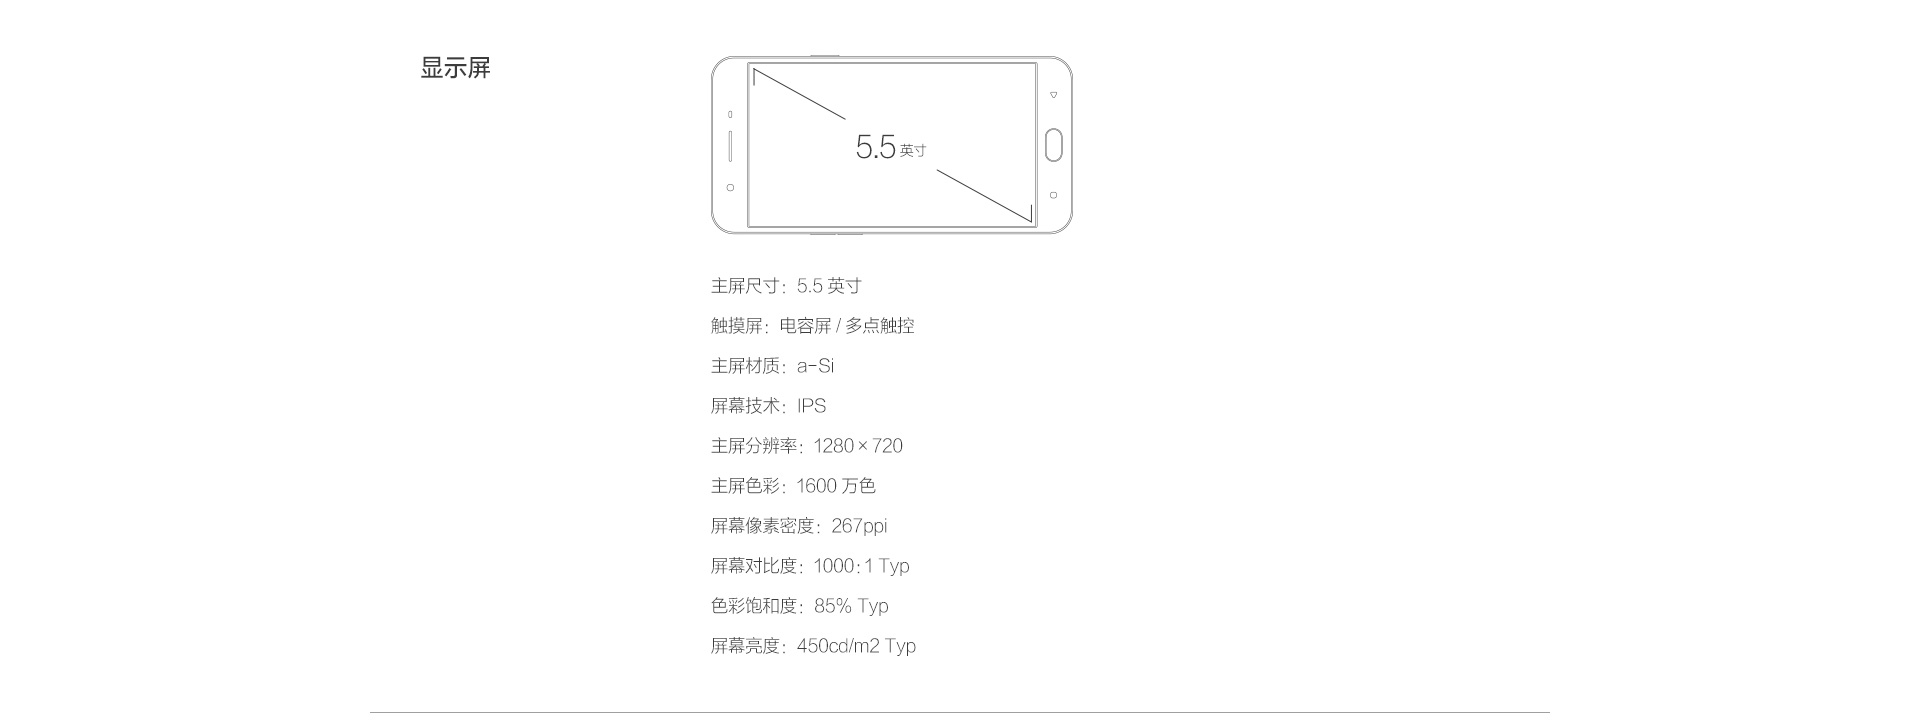 显示屏
5.5 英寸
主屏尺寸：5.5 英寸
触摸屏：电容屏 / 多点触控
主屏材质：a-Si
屏幕技术：IPS
主屏分辨率：1280 × 720
主屏色彩：1600 万色
屏幕像素密度：267ppi
屏幕对比度：1000:1 Typ
色彩饱和度：85% Typ
屏幕亮度：450cd/m2 Typ